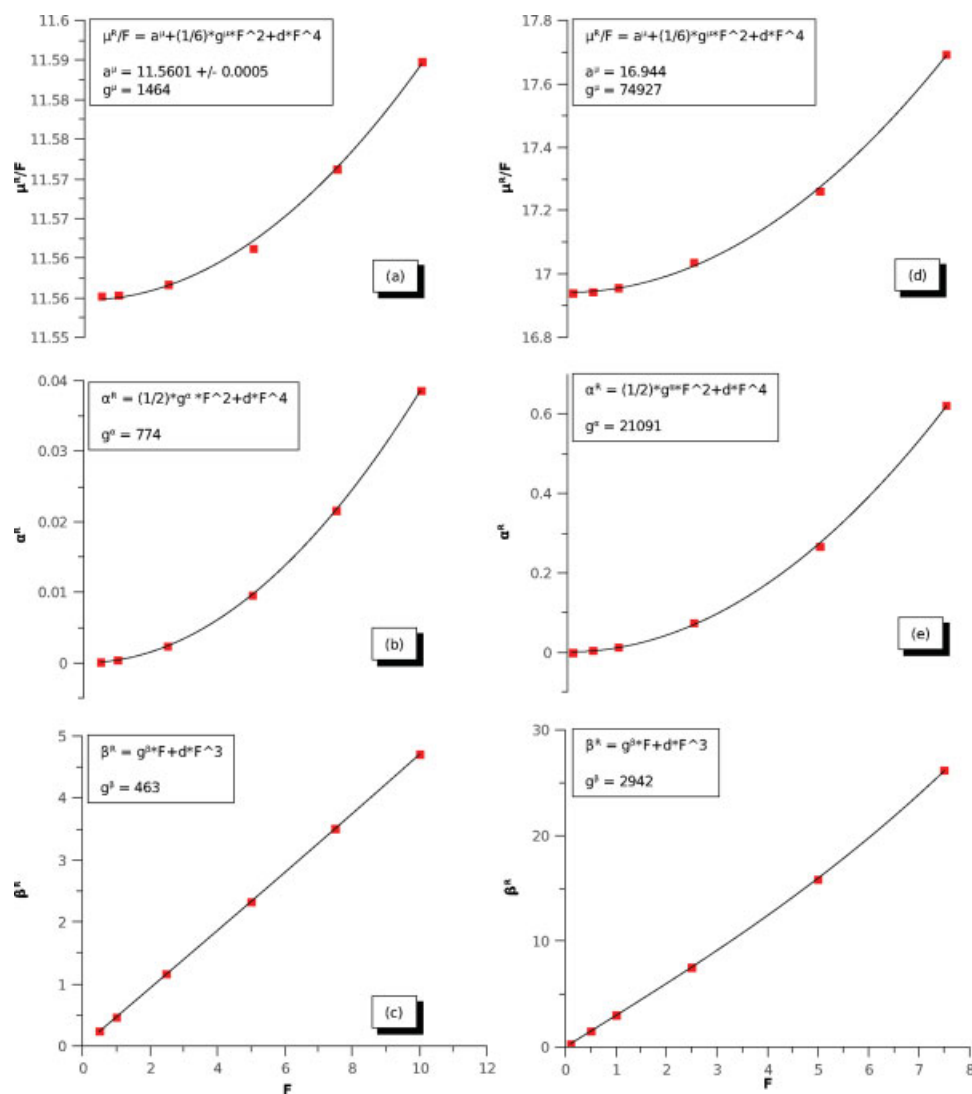 11.6
11.59
11.58
11.58
11.57
11.57
11.56
11.56
11.55
μᴿ/F
μᴿ/F = aᵘ+(1/6)*gᵘ*F^2+d*F^4
aᵘ = 11.5601 +/- 0.0005
gᵘ = 1464
(a)
17.8
17.6
17.4
17.2
17
16.8
μᴿ/F
μᴿ/F = aᵘ+(1/6)*gᵘ*F^2+d*F^4
aᵘ = 16.944
gᵘ = 74927
(d)
0.04
0.03
0.02
0.01
0
αᴿ
αᴿ = (1/2)*gᵅ *F^2+d*F^4
gᵅ = 774
(b)
0.6
0.4
0.2
0
αᴿ
αᴿ = (1/2)*gᵅ*F^2+d*F^4
gᵅ = 21091
(e)
5
4
3
2
1
0
βᴿ
βᴿ = gᵝ*F+d*F^3
gᵝ = 463
(c)
0 2 4 6 8 10 12
F
30
20
10
0
βᴿ
βᴿ = gᵝ*F+d*F^3
gᵝ = 2942
0 1 2 3 4 5 6 7 8
F